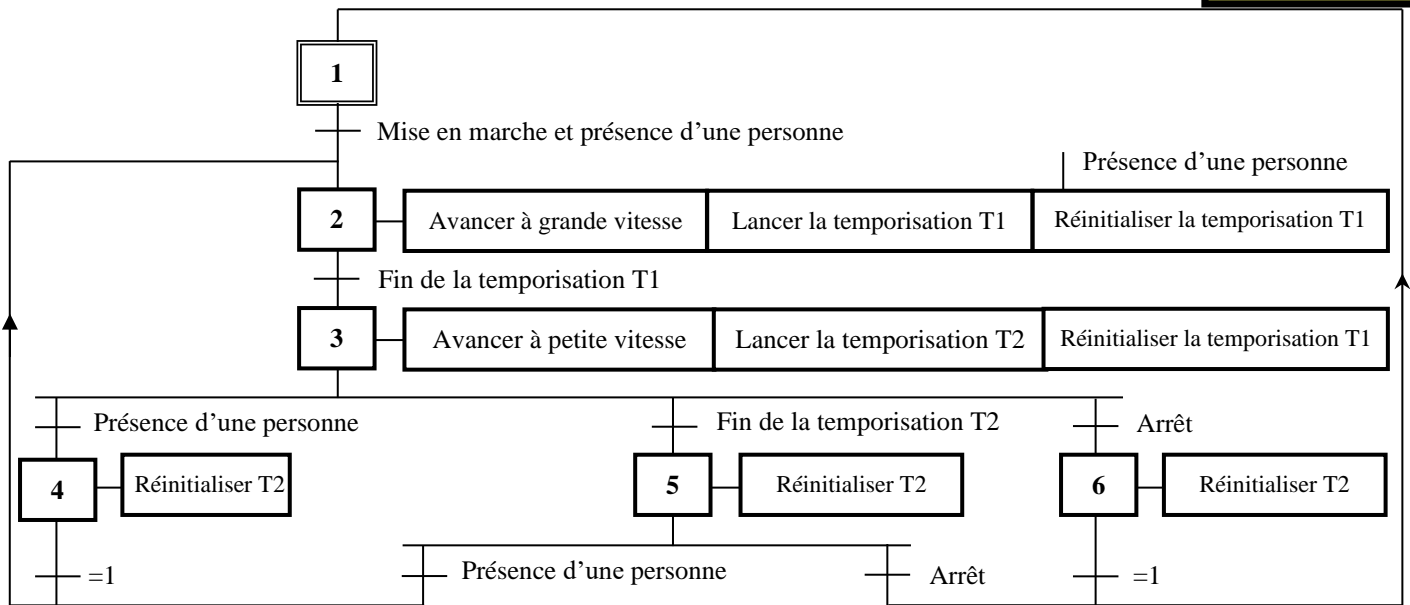 1
Mise en marche et présence d’une personne
Présence d’une personne
2
Avancer à grande vitesse
Lancer la temporisation T1
Réinitialiser la temporisation T1
Fin de la temporisation T1
3
Avancer à petite vitesse
Lancer la temporisation T2
Réinitialiser la temporisation T1
Présence d’une personne
Fin de la temporisation T2
Arrêt
4
Réinitialiser T2
5
Réinitialiser T2
6
Réinitialiser T2
=1
Présence d’une personne
Arrêt
=1